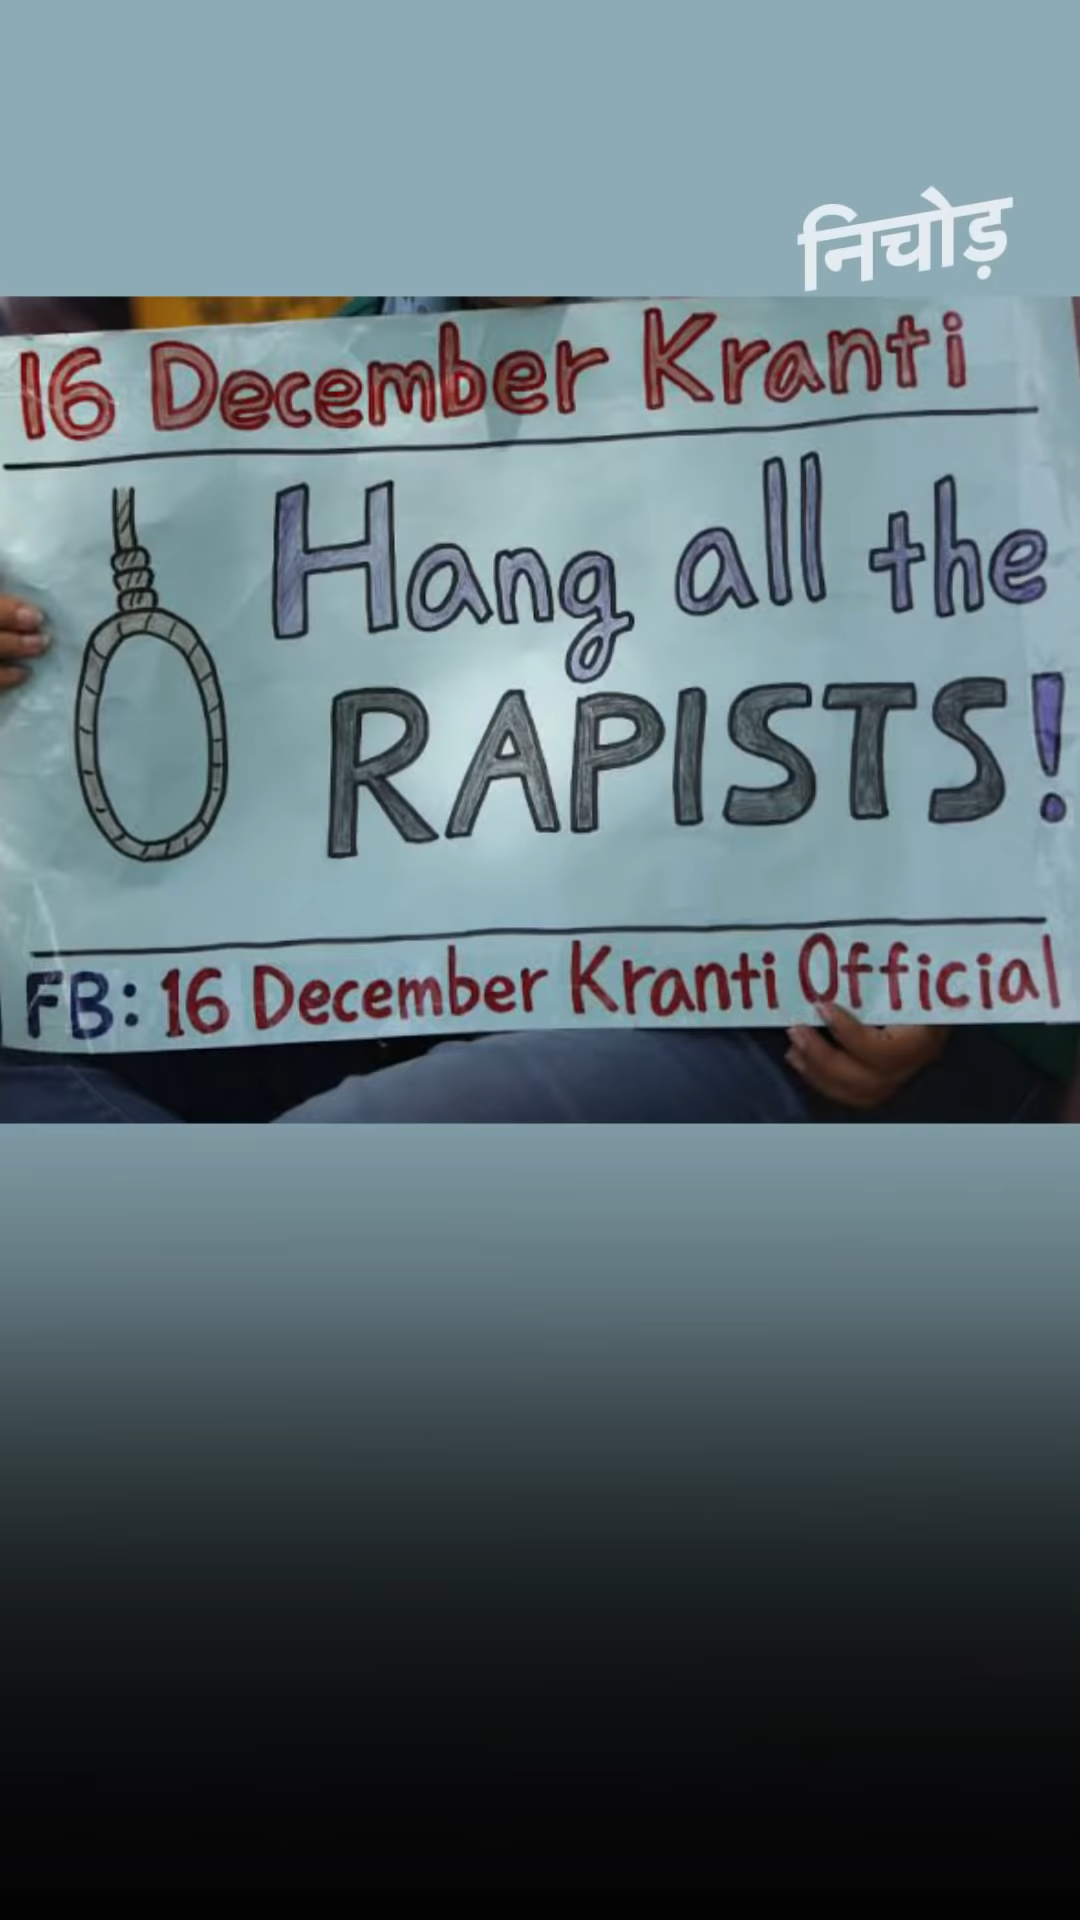 निचोड़
16 December Kranti
Hang all the
RAPISTS!
FB: 16 December Kranti Official